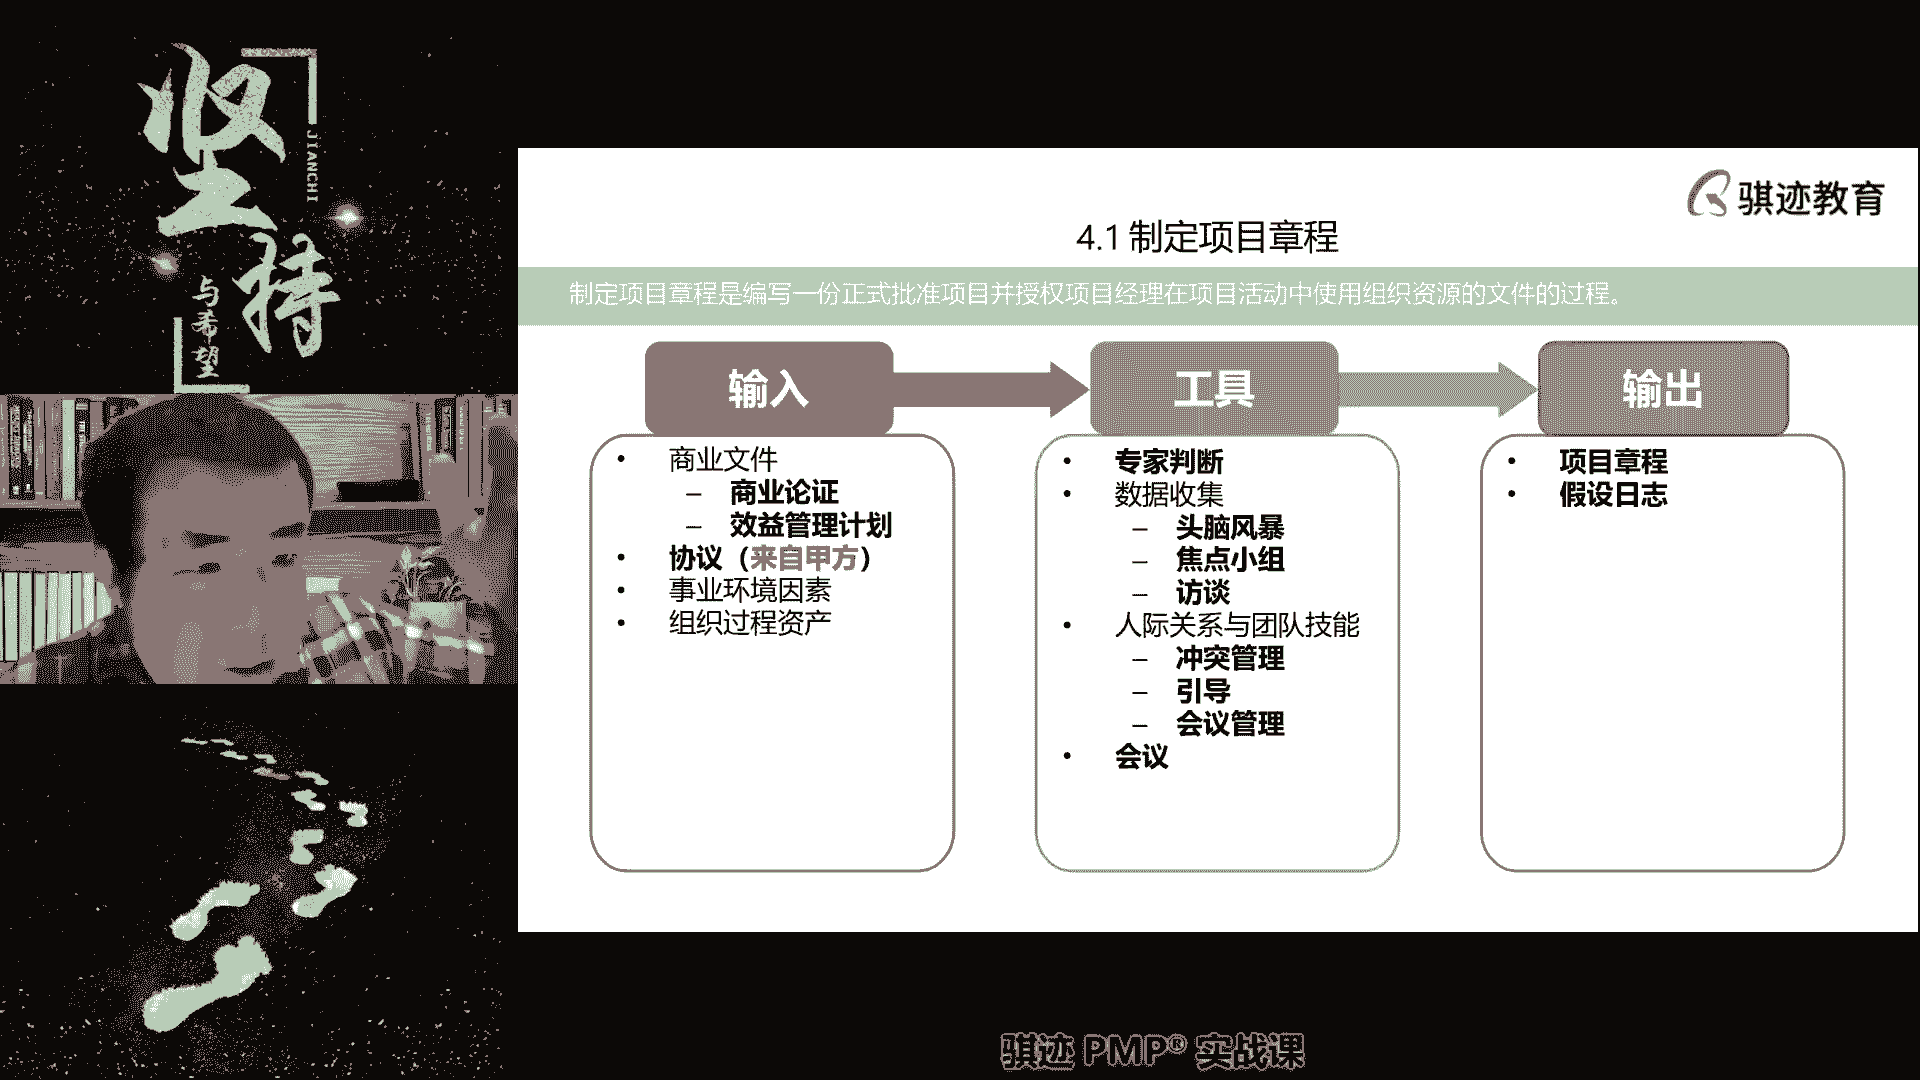 坚持
JIANCHI
与希望
骐迹教育
4.1 制定项目章程
制定项目章程是编写一份正式批准项目并授权项目经理在项目活动中使用组织资源的文件的过程。
输入
• 商业文件
– 商业论证
– 效益管理计划
• 协议（来自甲方）
• 事业环境因素
• 组织过程资产
工具
• 专家判断
• 数据收集
– 头脑风暴
– 焦点小组
– 访谈
• 人际关系与团队技能
– 冲突管理
– 引导
– 会议管理
• 会议
输出
• 项目章程
• 假设日志
骐迹 PMP® 实战课